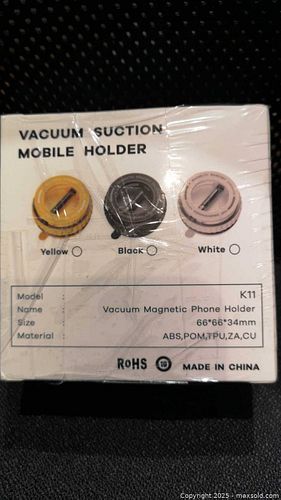 VACUUM SUCTION
MOBILE HOLDER
Yellow Black White
Model : K11
Name : Vacuum Magnetic Phone Holder
Size : 66*66*34mm
Material : ABS,POM,TPU,ZA,CU
RoHS 10 MADE IN CHINA
Copyright © 2025 - maxsold.com